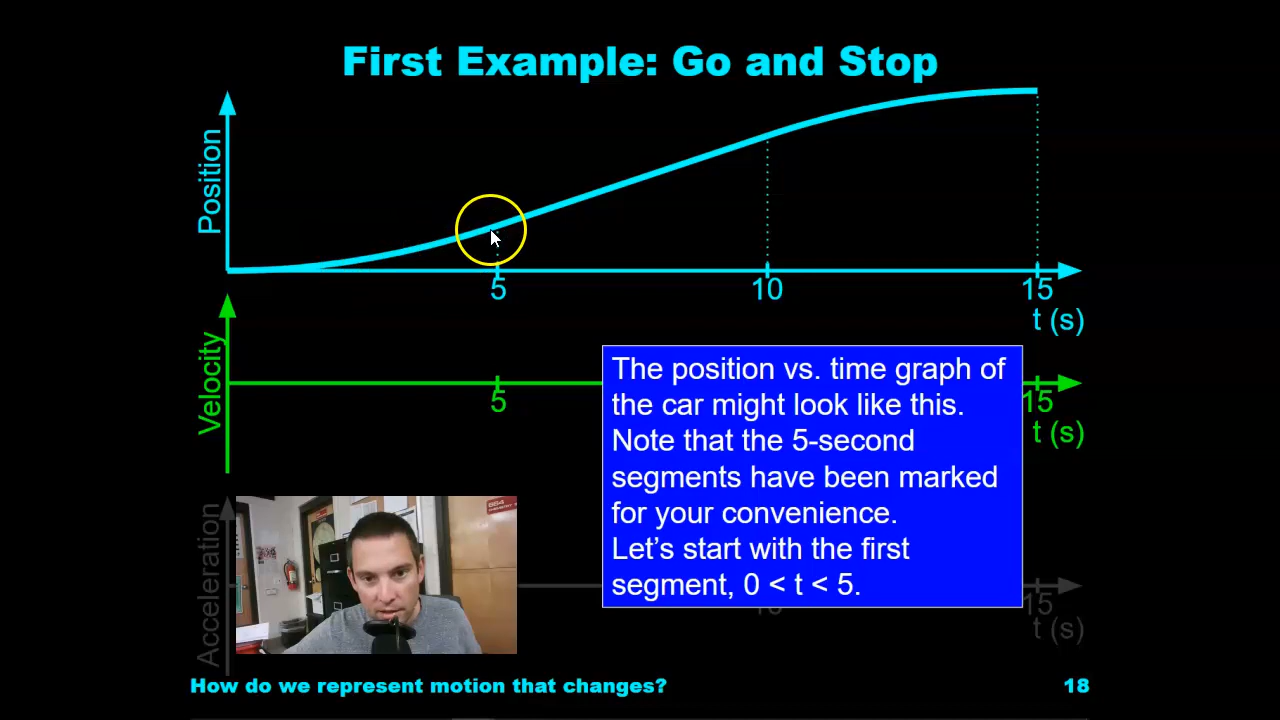 First Example: Go and Stop
Position
5
10
15
t (s)
Velocity
5
15
t (s)
The position vs. time graph of
the car might look like this.
Note that the 5-second
segments have been marked
for your convenience.
Let's start with the first
segment, 0 < t < 5.
Acceleration
10
15
t (s)
How do we represent motion that changes?
18